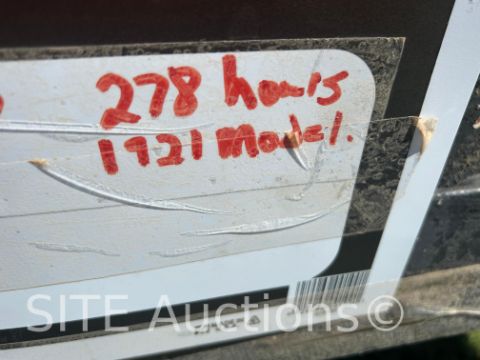 278 hours
1921 Model.
SITE Auctions©